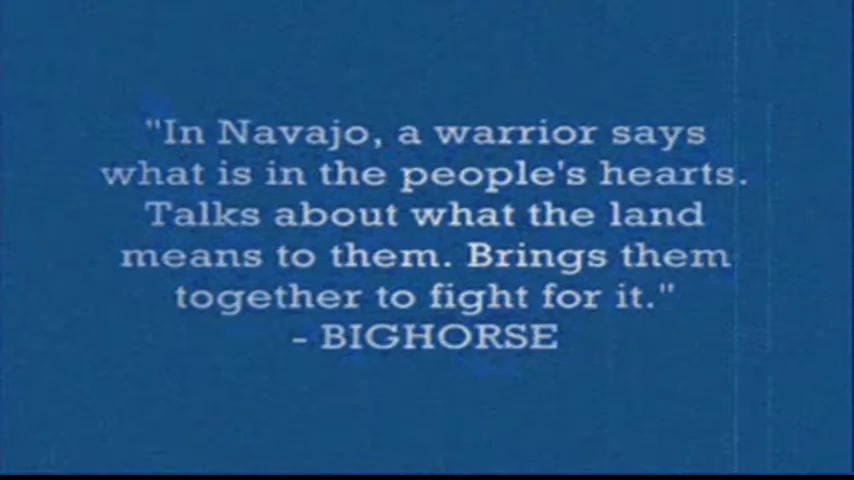 "In Navajo, a warrior says
what is in the people's hearts.
Talks about what the land
means to them. Brings them
together to fight for it."
- BIGHORSE